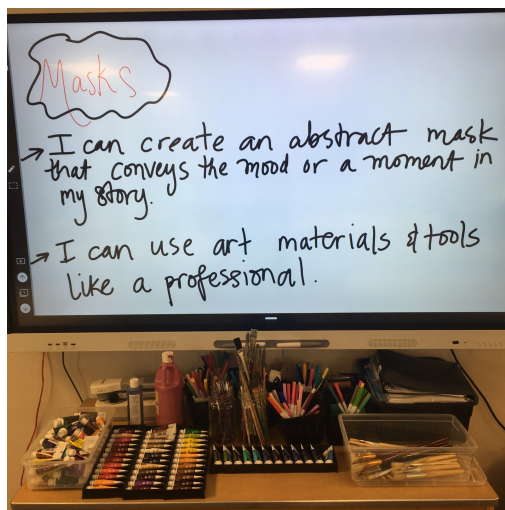 Masks
I can create an abstract mask
that conveys the mood or a moment in
my story.
I can use art materials & tools
like a professional.